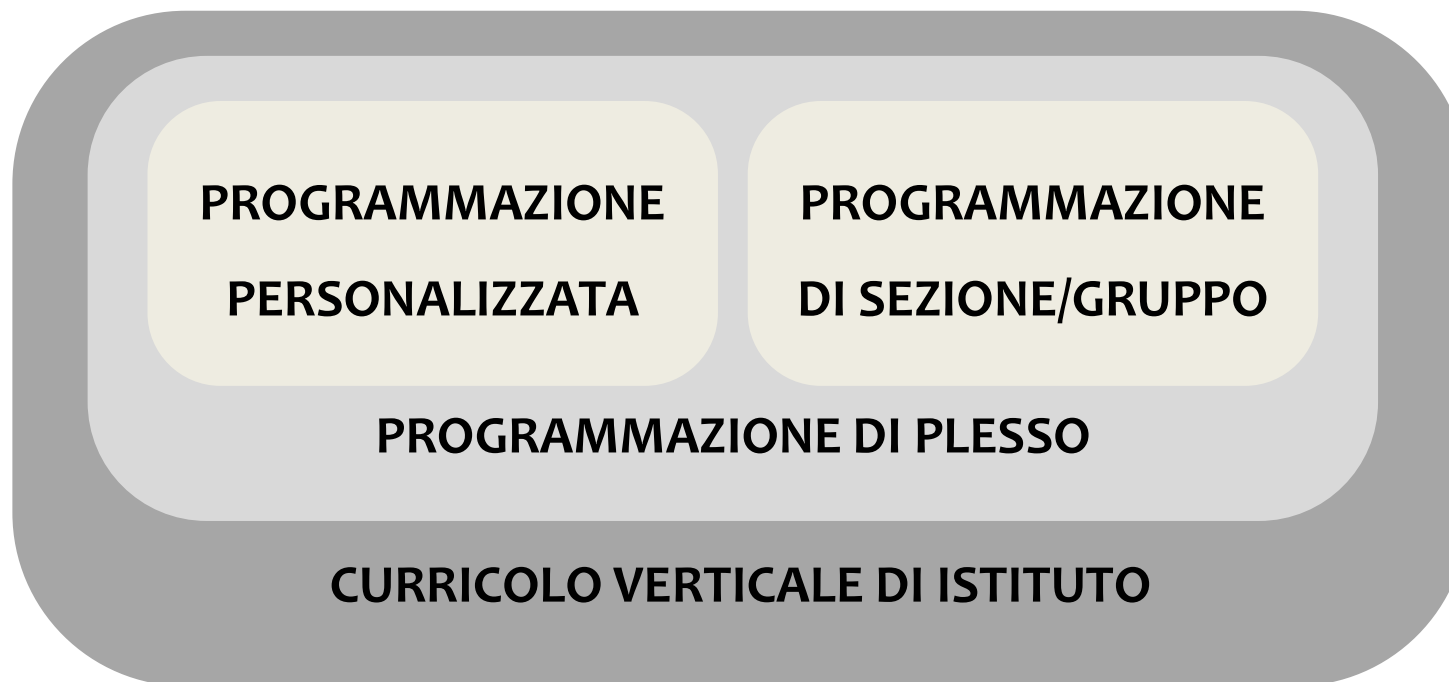 PROGRAMMAZIONE
PERSONALIZZATA
PROGRAMMAZIONE
DI SEZIONE/GRUPPO
PROGRAMMAZIONE DI PLESSO
CURRICOLO VERTICALE DI ISTITUTO